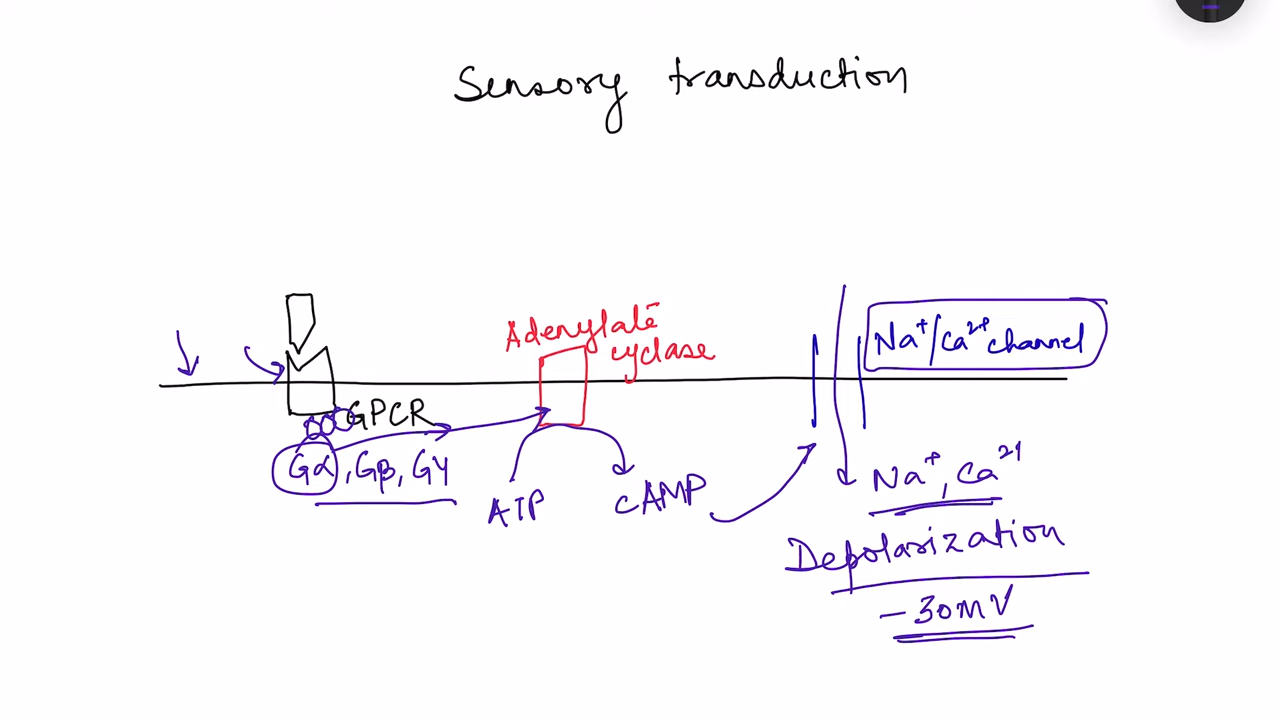 Sensory transduction
Adenylate
cyclase
Na⁺/Ca²⁺ channel
GPCR
Gα, Gβ, Gγ
ATP
cAMP
Na⁺, Ca²⁺
Depolarization
-30mV